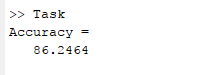 >> Task
Accuracy =
86.2464